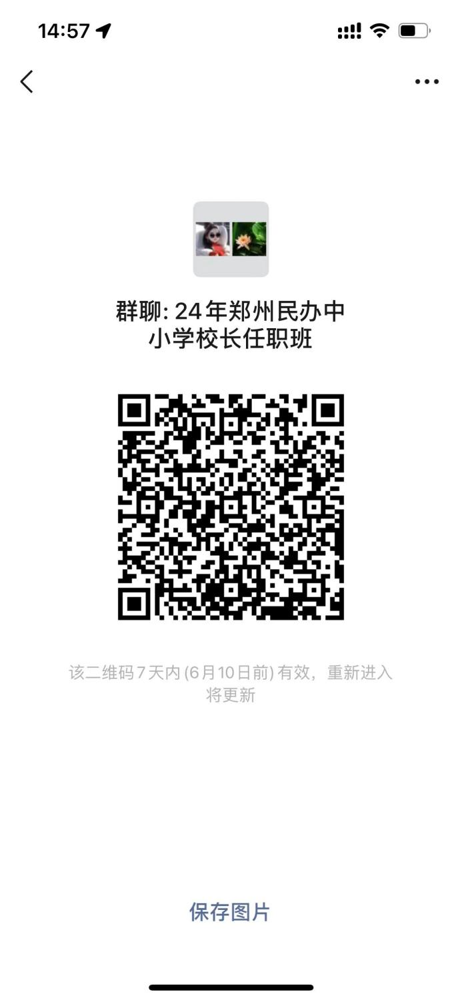 14:57
群聊: 24年郑州民办中
小学校长任职班
该二维码7天内(6月10日前)有效，重新进入
将更新
保存图片